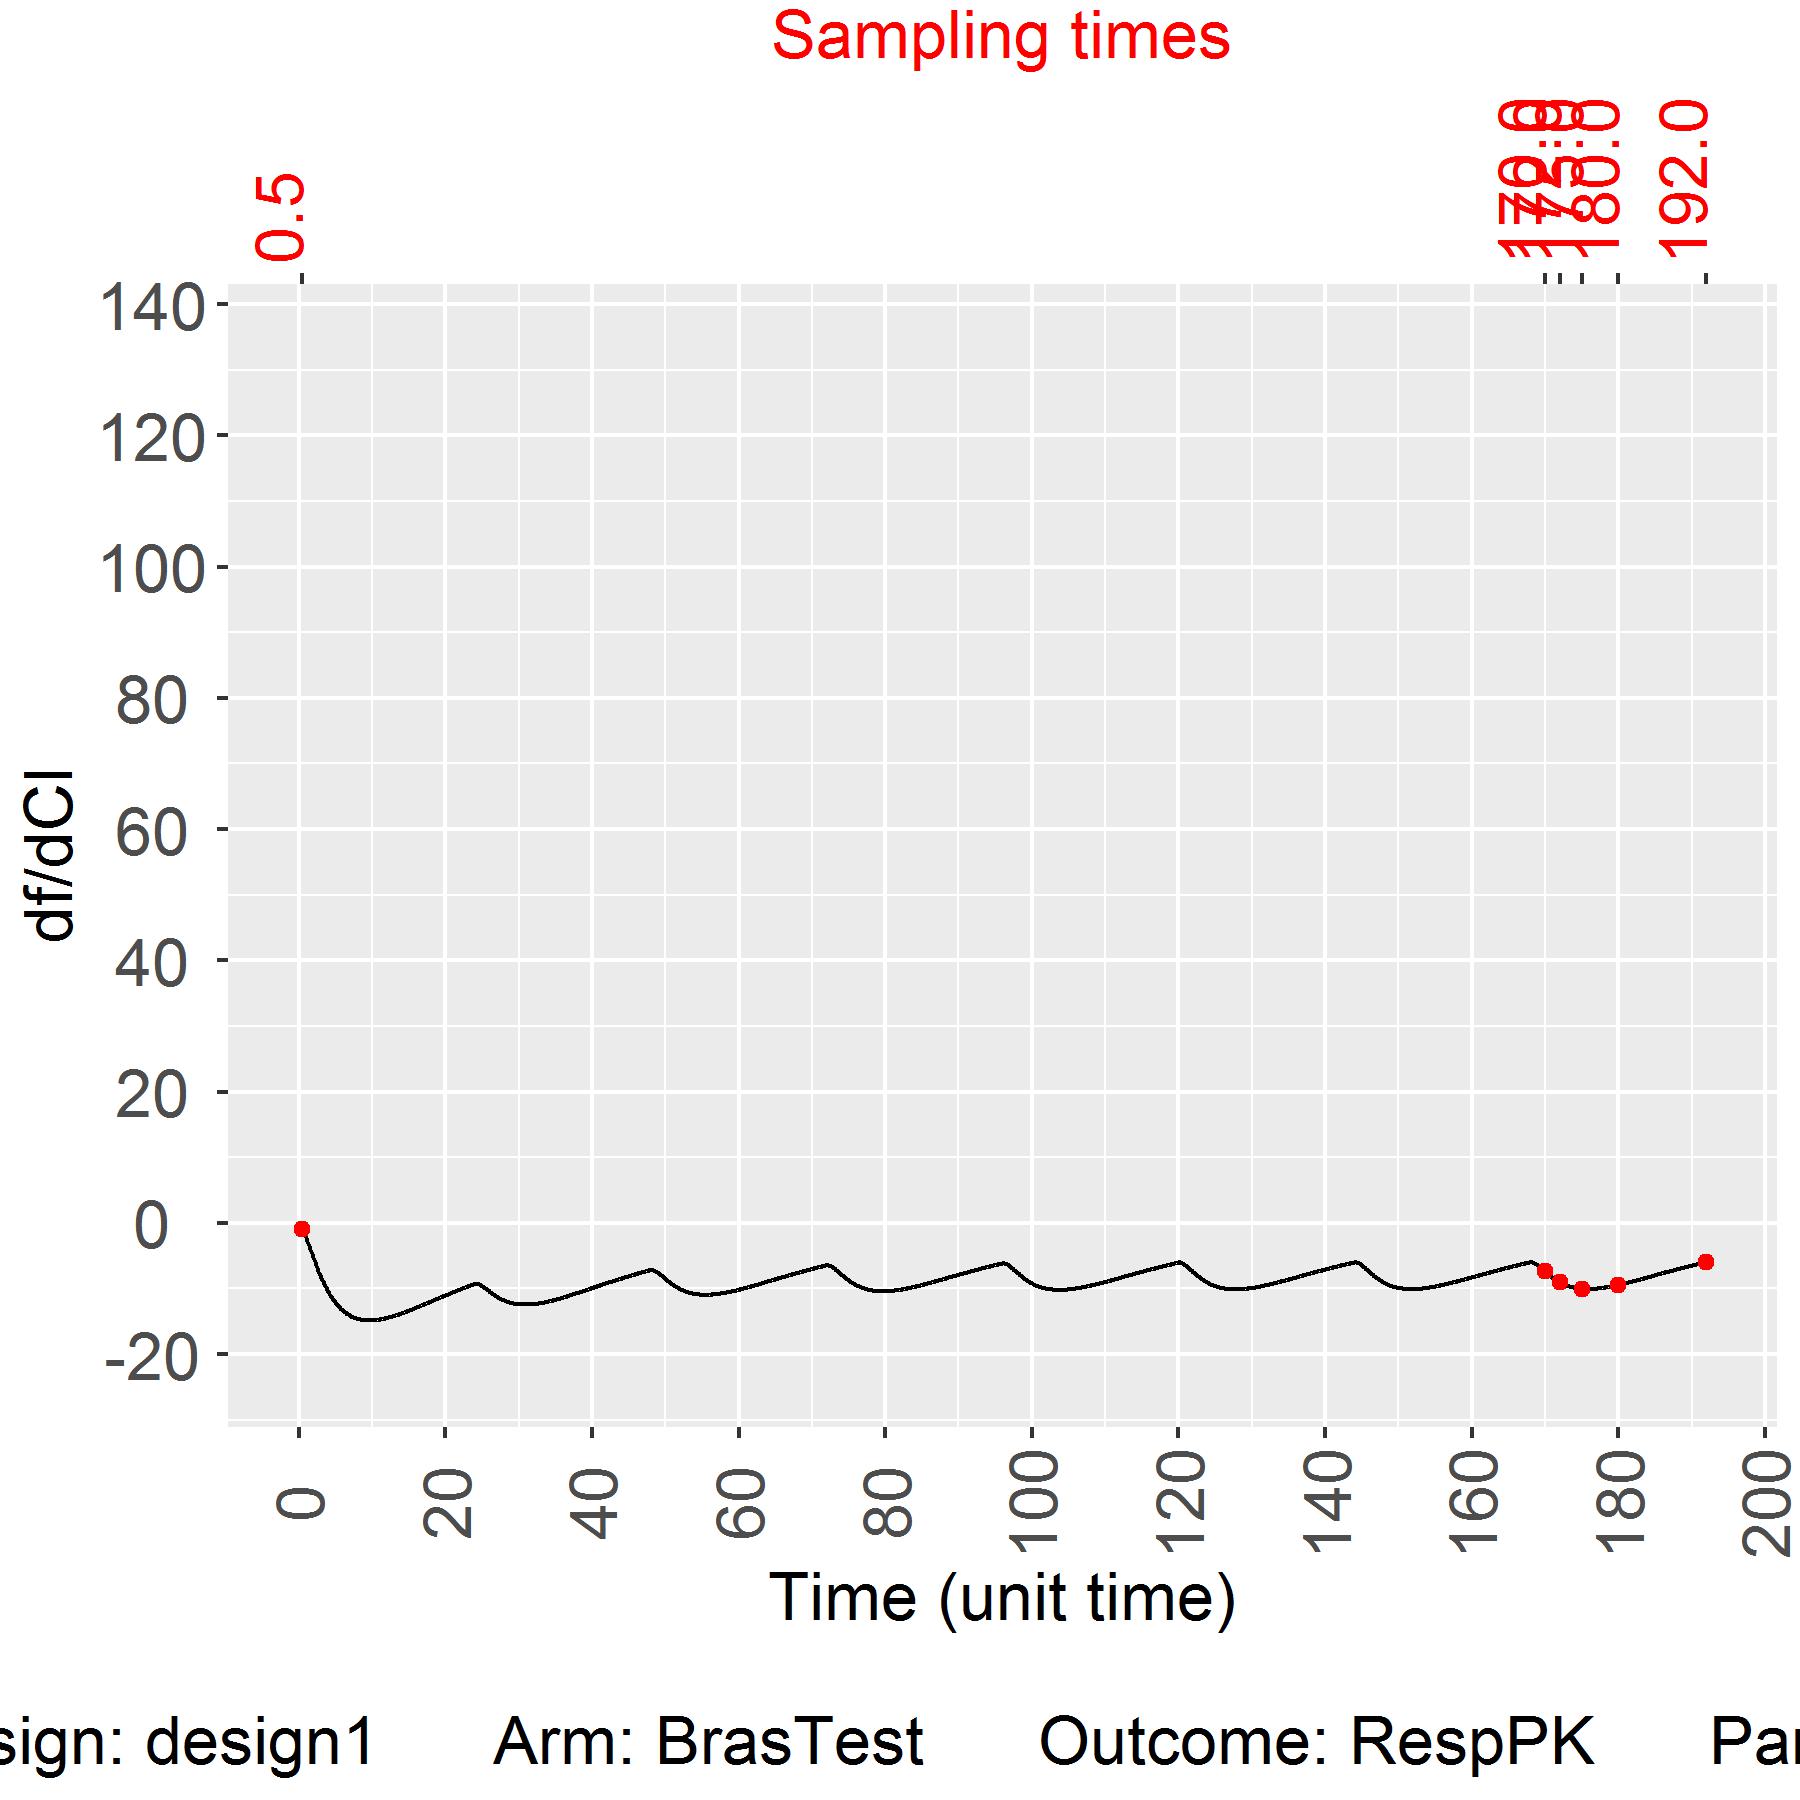 Sampling times
0.5
180.0
192.0
140
120
100
80
60
40
20
0
-20
df/dCl
0 20 40 60 80 100 120 140 160 180 200
Time (unit time)
sign: design1 Arm: BrasTest Outcome: RespPK Par